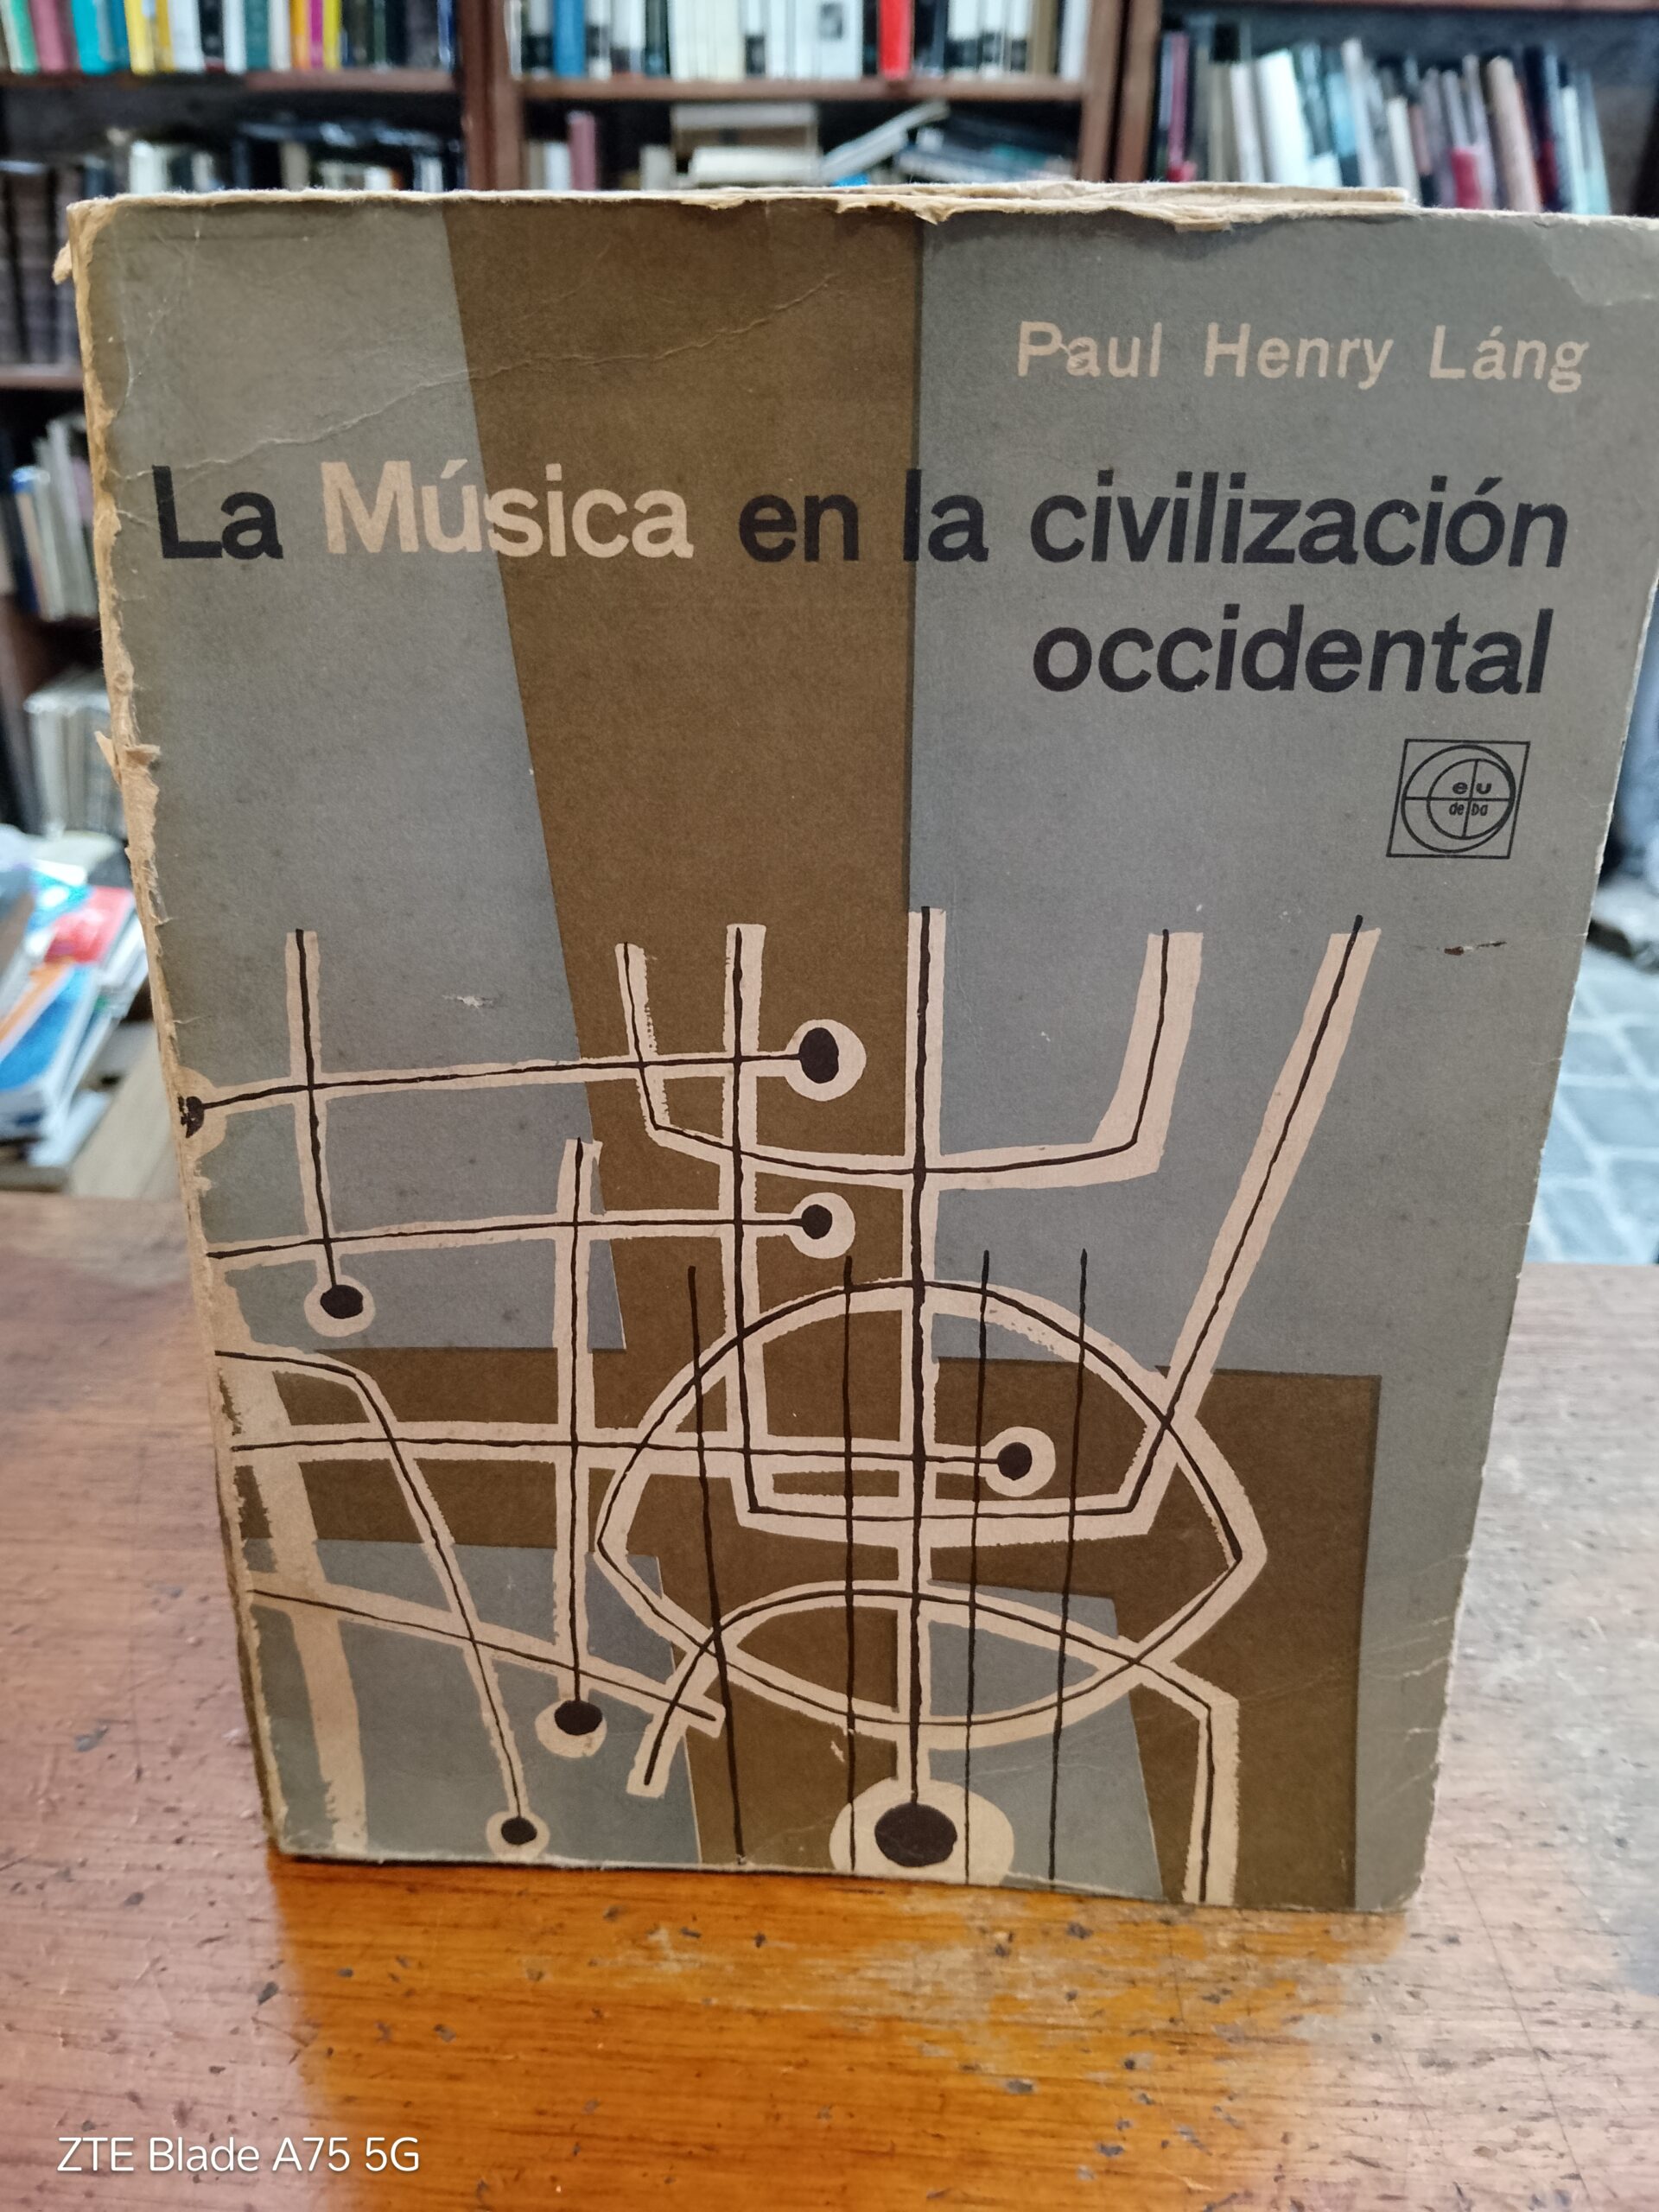 Paul Henry Láng
La Música en la civilización
occidental
eu
deba
ZTE Blade A75 5G